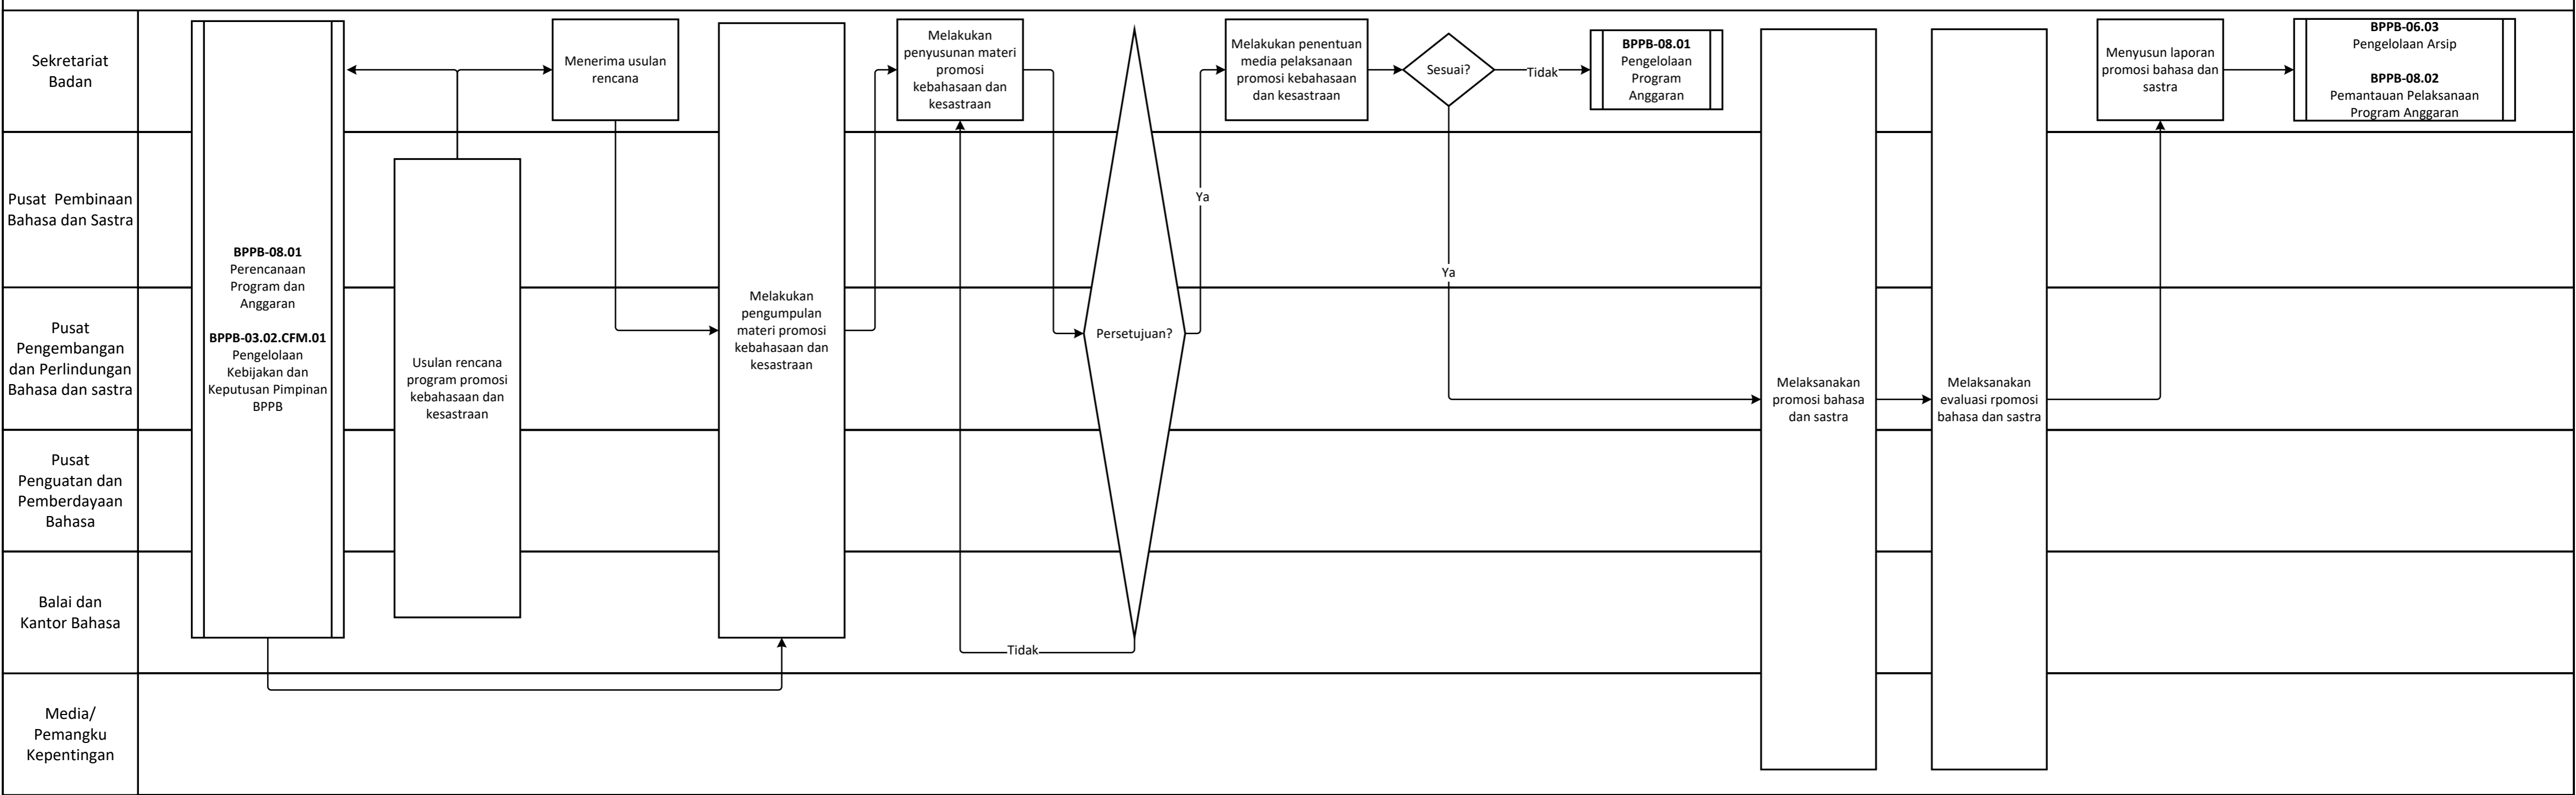 Sekretariat
Badan
Pusat Pembinaan
Bahasa dan Sastra
Pusat
Pengembangan
dan Perlindungan
Bahasa dan sastra
Pusat
Penguatan dan
Pemberdayaan
Bahasa
Balai dan
Kantor Bahasa
Media/
Pemangku
Kepentingan
BPPB-08.01
Perencanaan
Program dan
Anggaran
BPPB-03.02.CFM.01
Pengelolaan
Kebijakan dan
Keputusan Pimpinan
BPPB
Usulan rencana
program promosi
kebahasaan dan
kesastraan
Menerima usulan
rencana
Melakukan
pengumpulan
materi promosi
kebahasaan dan
kesastraan
Melakukan
penyusunan materi
promosi
kebahasaan dan
kesastraan
Persetujuan?
Tidak
Ya
Melakukan penentuan
media pelaksanaan
promosi kebahasaan
dan kesastraan
Sesuai?
Tidak
Ya
BPPB-08.01
Pengelolaan
Program
Anggaran
Melaksanakan
promosi bahasa
dan sastra
Melaksanakan
evaluasi rpomosi
bahasa dan sastra
Menyusun laporan
promosi bahasa dan
sastra
BPPB-06.03
Pengelolaan Arsip
BPPB-08.02
Pemantauan Pelaksanaan
Program Anggaran